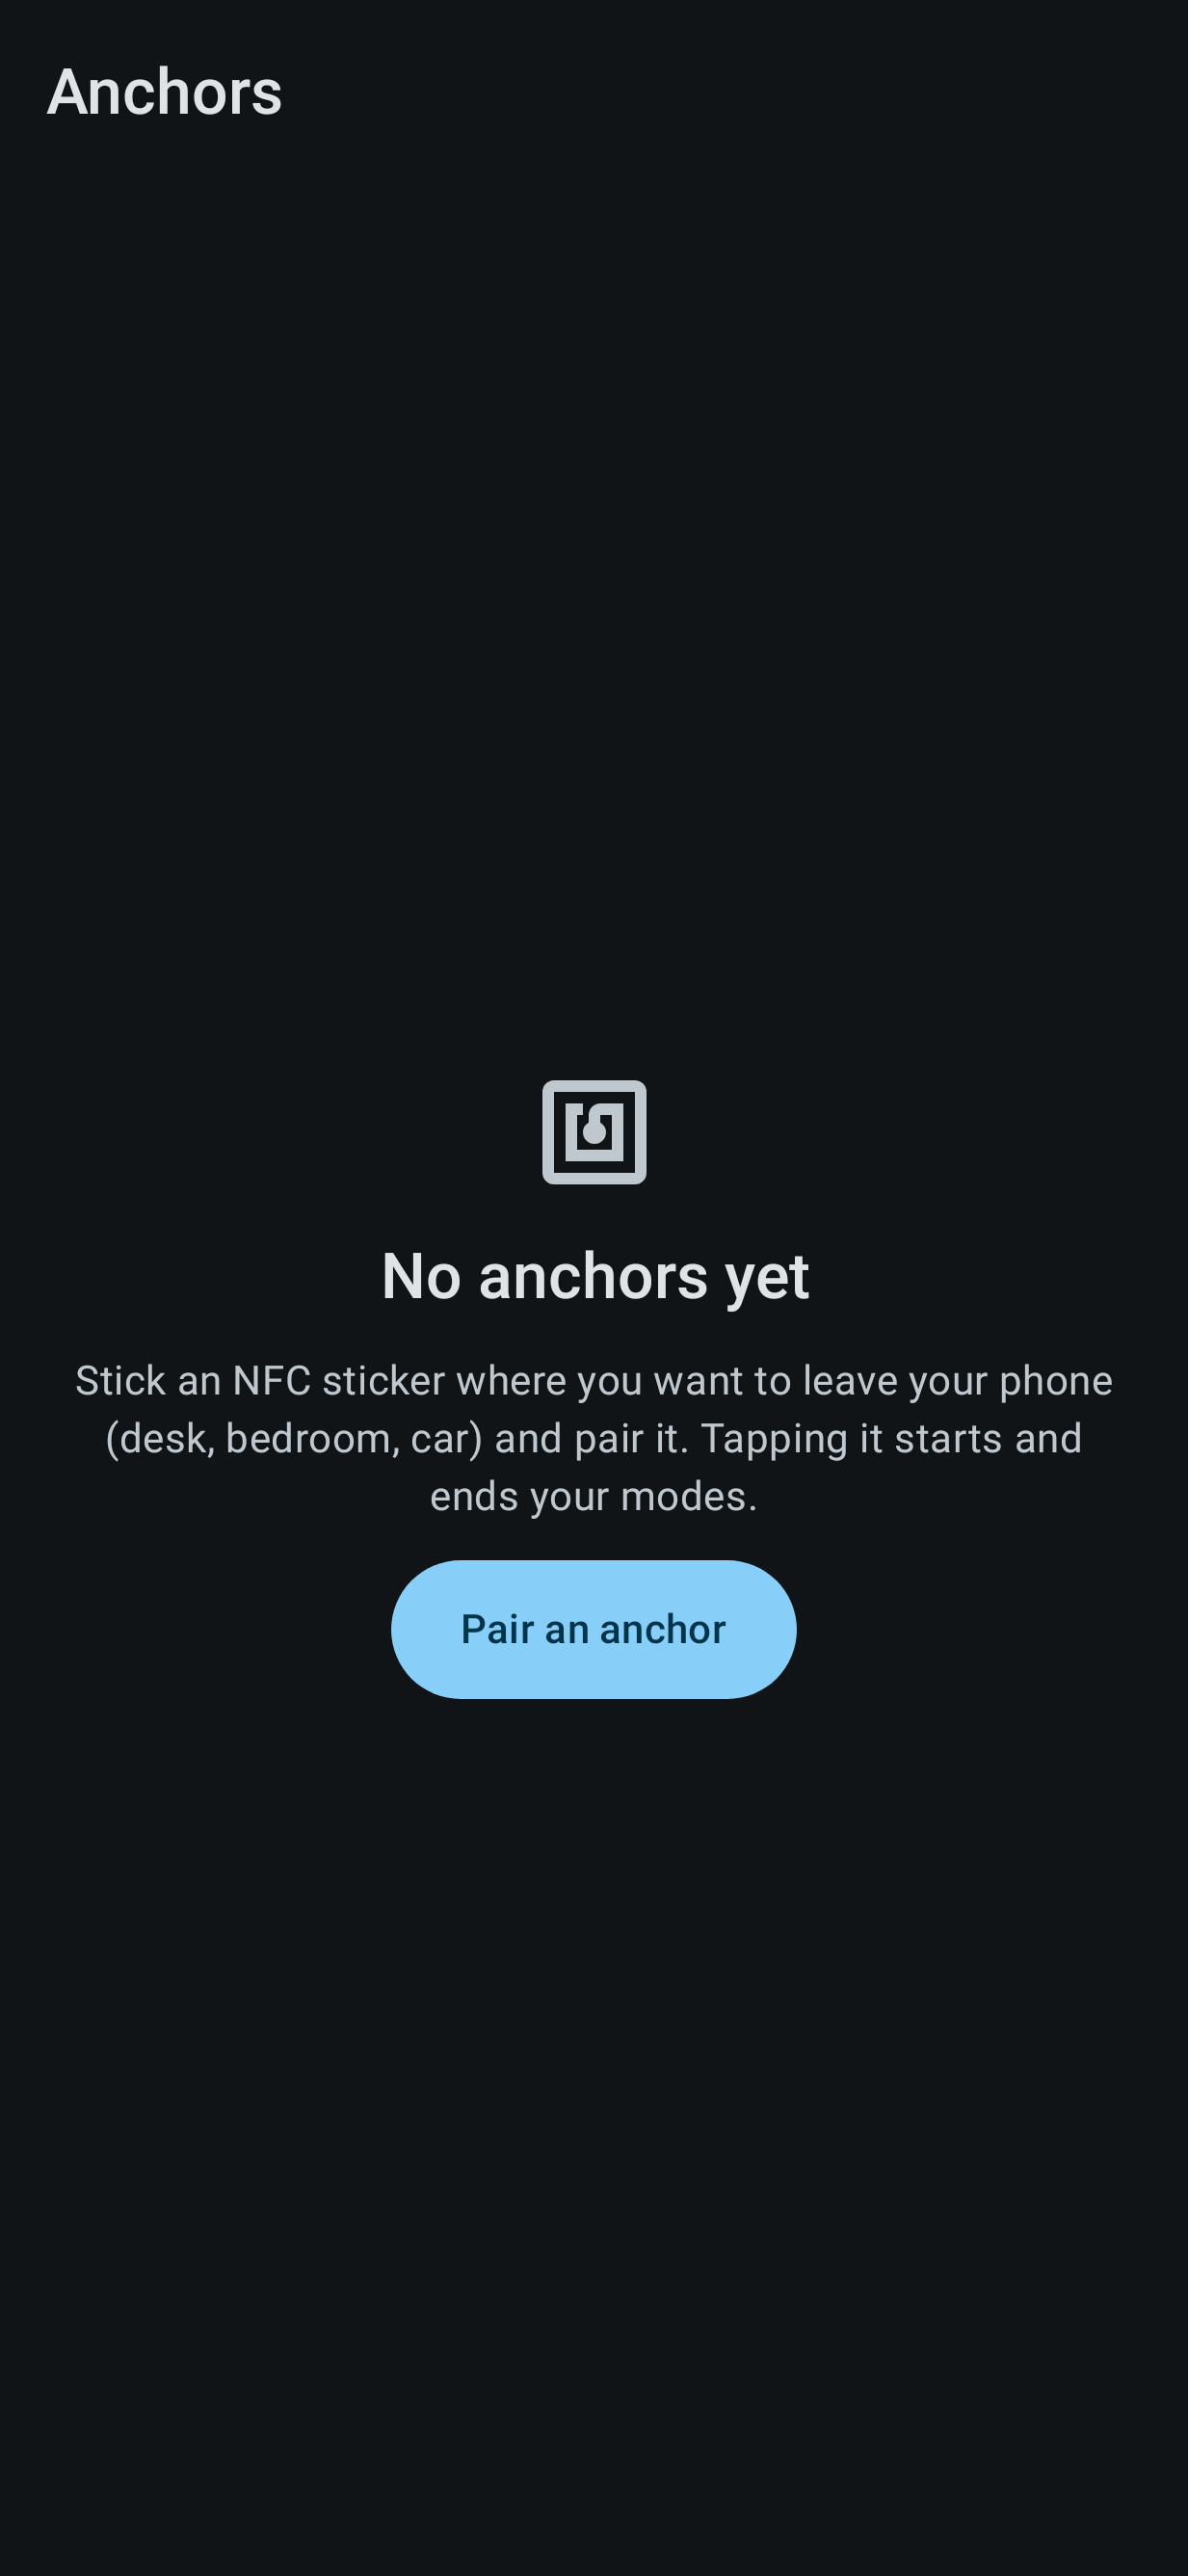 Anchors
No anchors yet
Stick an NFC sticker where you want to leave your phone
(desk, bedroom, car) and pair it. Tapping it starts and
ends your modes.
Pair an anchor